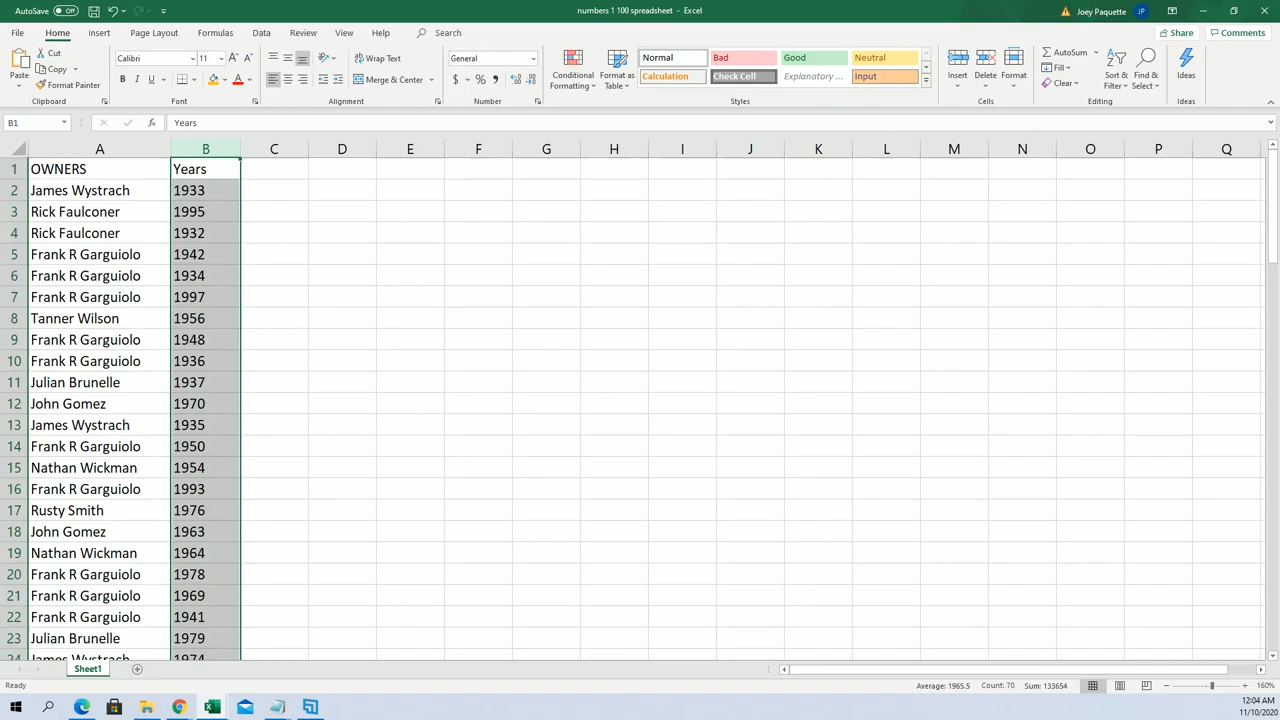 AutoSave Off numbers 1 100 spreadsheet - Excel Joey Paquette JP
File Home Insert Page Layout Formulas Data Review View Help Search Share Comments
Paste Cut Copy Format Painter Clipboard
Calibri 11 A A B I U A Font
ab Wrap Text Merge & Center Alignment
General $ % , Number
Conditional Formatting Format as Table
Normal Bad Good Neutral
Calculation Check Cell Explanatory ... Input
Styles
Insert Delete Format Cells
AutoSum Fill Clear Sort & Filter Find & Select Editing
Ideas Ideas
B1 fx Years
A B C D E F G H I J K L M N O P Q
1 OWNERS Years
2 James Wystrach 1933
3 Rick Faulconer 1995
4 Rick Faulconer 1932
5 Frank R Garguiolo 1942
6 Frank R Garguiolo 1934
7 Frank R Garguiolo 1997
8 Tanner Wilson 1956
9 Frank R Garguiolo 1948
10 Frank R Garguiolo 1936
11 Julian Brunelle 1937
12 John Gomez 1970
13 James Wystrach 1935
14 Frank R Garguiolo 1950
15 Nathan Wickman 1954
16 Frank R Garguiolo 1993
17 Rusty Smith 1976
18 John Gomez 1963
19 Nathan Wickman 1964
20 Frank R Garguiolo 1978
21 Frank R Garguiolo 1969
22 Frank R Garguiolo 1941
23 Julian Brunelle 1979
24 James Wystrach 1974
Sheet1
Ready Average: 1965.5 Count: 70 Sum: 133654 160%
12:04 AM
11/10/2020